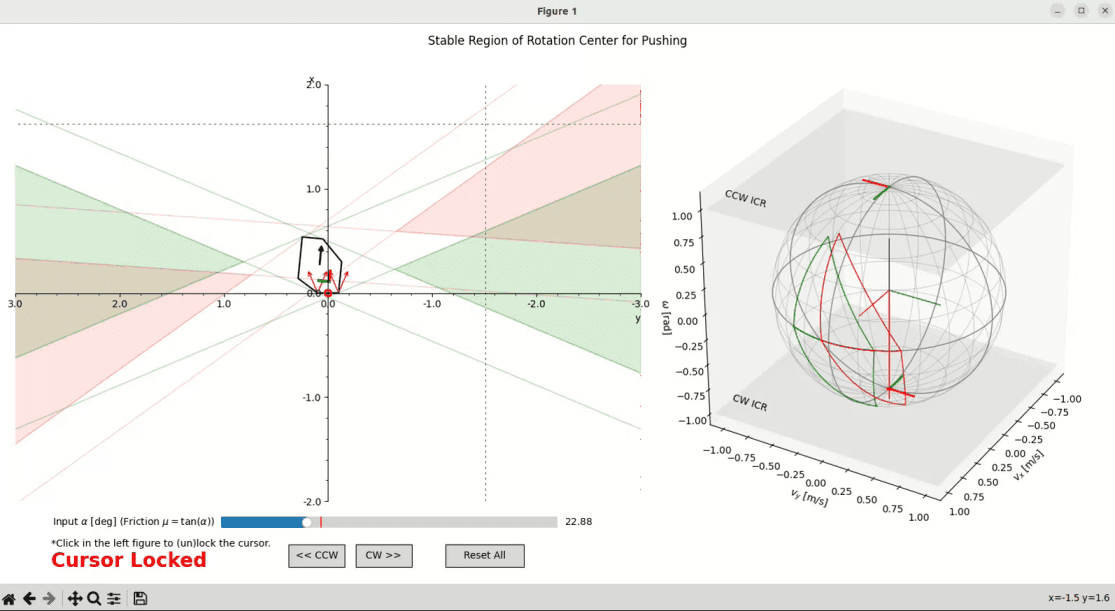 Figure 1
Stable Region of Rotation Center for Pushing
x
2.0
1.0
3.0 2.0 1.0 0.0 -1.0 -2.0 -3.0
y
-1.0
-2.0
CCW ICR
1.00
0.75
0.50
0.25
0.00
−0.25
−0.50
−0.75
−1.00
ω [rad]
CW ICR
−1.00
−0.75
−0.50
−0.25
0.00
0.25
0.50
0.75
1.00
v_y [m/s]
−1.00
−0.75
−0.50
−0.25
0.00
0.25
0.50
0.75
1.00
v_x [m/s]
Input α [deg] (Friction μ = tan(α)) 22.88
*Click in the left figure to (un)lock the cursor.
Cursor Locked
<< CCW CW >> Reset All
x=-1.5 y=1.6